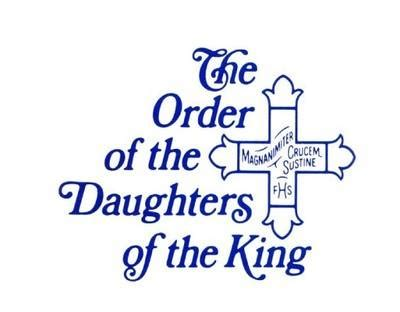 The
Order
of the
Daughters
of the King
MAGNANIMITER
CRUCEM
SUSTINE
FHS